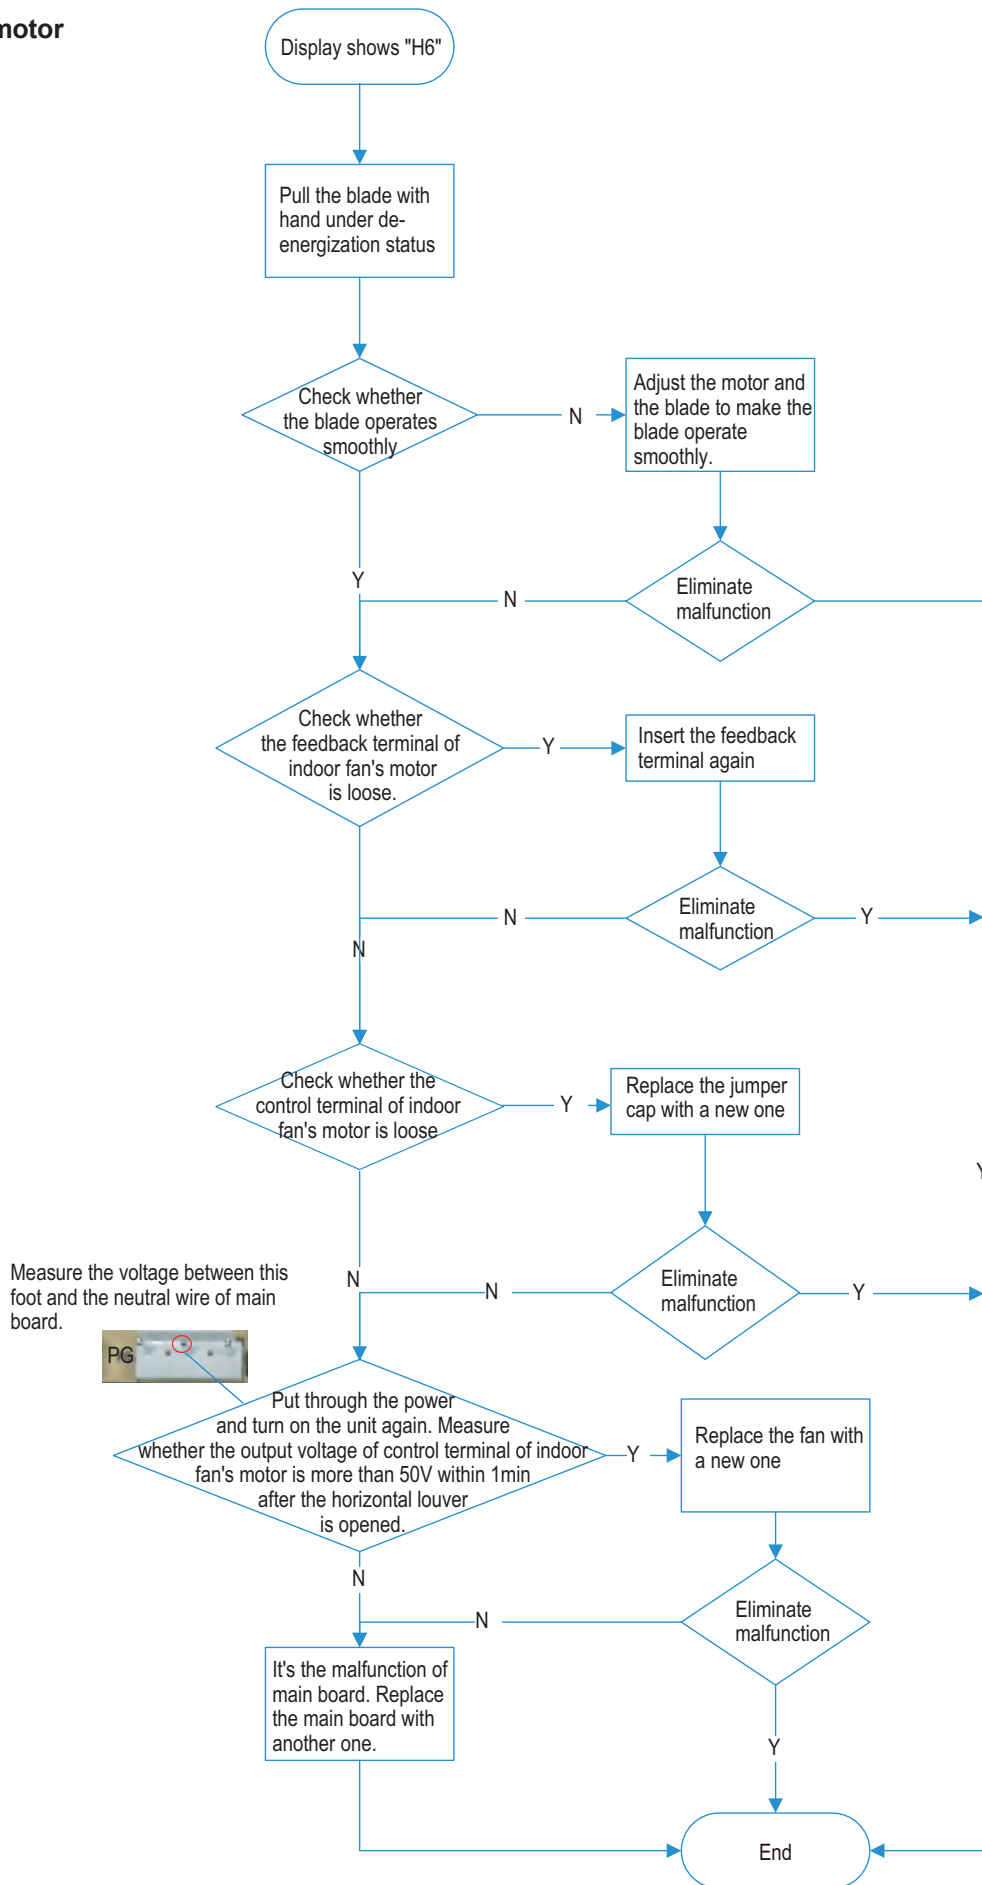 motor
Display shows "H6"
Pull the blade with
hand under de-
energization status
Check whether
the blade operates
smoothly
N
Adjust the motor and
the blade to make the
blade operate
smoothly.
Y
N
Eliminate
malfunction
Check whether
the feedback terminal of
indoor fan's motor
is loose.
Y
Insert the feedback
terminal again
N
Eliminate
malfunction
Y
N
Check whether the
control terminal of indoor
fan's motor is loose
Y
Replace the jumper
cap with a new one
Y
N
N
Eliminate
malfunction
Y
Measure the voltage between this
foot and the neutral wire of main
board.
PG
Put through the power
and turn on the unit again. Measure
whether the output voltage of control terminal of indoor
fan's motor is more than 50V within 1min
after the horizontal louver
is opened.
Y
Replace the fan with
a new one
N
N
Eliminate
malfunction
It's the malfunction of
main board. Replace
the main board with
another one.
Y
End